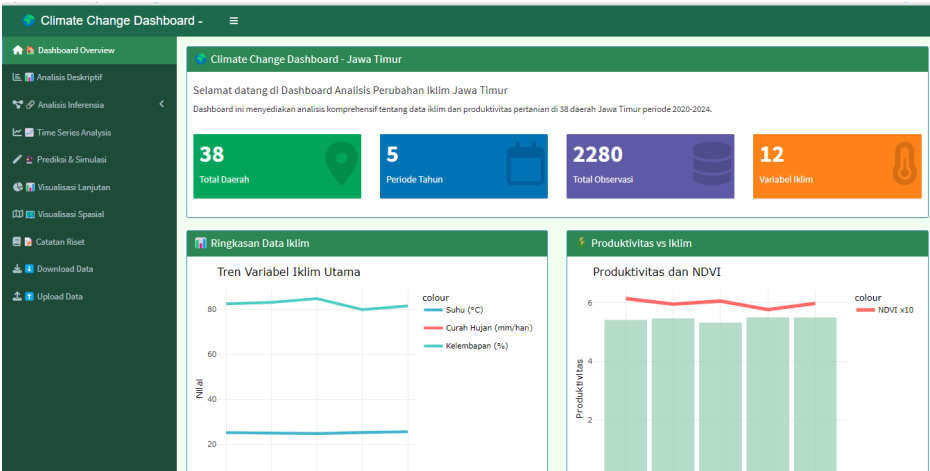 Climate Change Dashboard -
Dashboard Overview
Analisis Deskriptif
Analisis Inferensia
Time Series Analysis
Prediksi & Simulasi
Visualisasi Lanjutan
Visualisasi Spasial
Catatan Riset
Download Data
Upload Data
Climate Change Dashboard - Jawa Timur
Selamat datang di Dashboard Analisis Perubahan Iklim Jawa Timur
Dashboard ini menyediakan analisis komprehensif tentang data iklim dan produktivitas pertanian di 38 daerah Jawa Timur periode 2020-2024.
38
Total Daerah
5
Periode Tahun
2280
Total Observasi
12
Variabel Iklim
Ringkasan Data Iklim
Tren Variabel Iklim Utama
80
60
40
20
Nilai
colour
Suhu (°C)
Curah Hujan (mm/hari)
Kelembapan (%)
Produktivitas vs Iklim
Produktivitas dan NDVI
6
4
2
Produktivitas
colour
NDVI x10